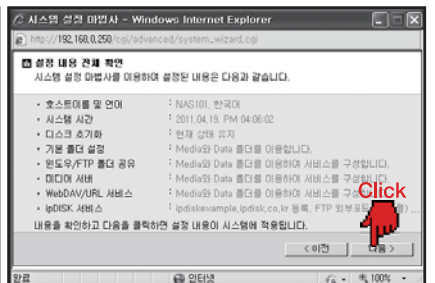 시스템 설정 마법사 - Windows Internet Explorer
http://192,168,0,250/cgi/advanced/system_wizard.cgi
설정 내용 전체 확인
시스템 설정 마법사를 이용하여 설정된 내용은 다음과 같습니다.
• 호스트이름 및 언어 : NAS101, 한국어
• 시스템 시간 : 2011.04.19, PM 04:06:02
• 디스크 초기화 : 현재 상태 유지
• 기본 폴더 설정 : Media와 Data 폴더를 이용합니다.
• 윈도우/FTP 폴더 공유 : Media와 Data 폴더를 이용하여 서비스를 구성합니다.
• 미디어 서버 : Media와 Data 폴더를 이용하여 서비스를 구성합니다.
• WebDAV/URL 서비스 : Media와 Data 폴더를 이용하여 서비스를 구성
Click
• ipDISK 서비스 : ipdiskexample,ipdisk,co,kr 등록, FTP 외부포트 ...
내용을 확인하고 다음을 클릭하면 설정 내용이 시스템에 적용됩니다.
< 이전 다음 >
완료 인터넷 100%